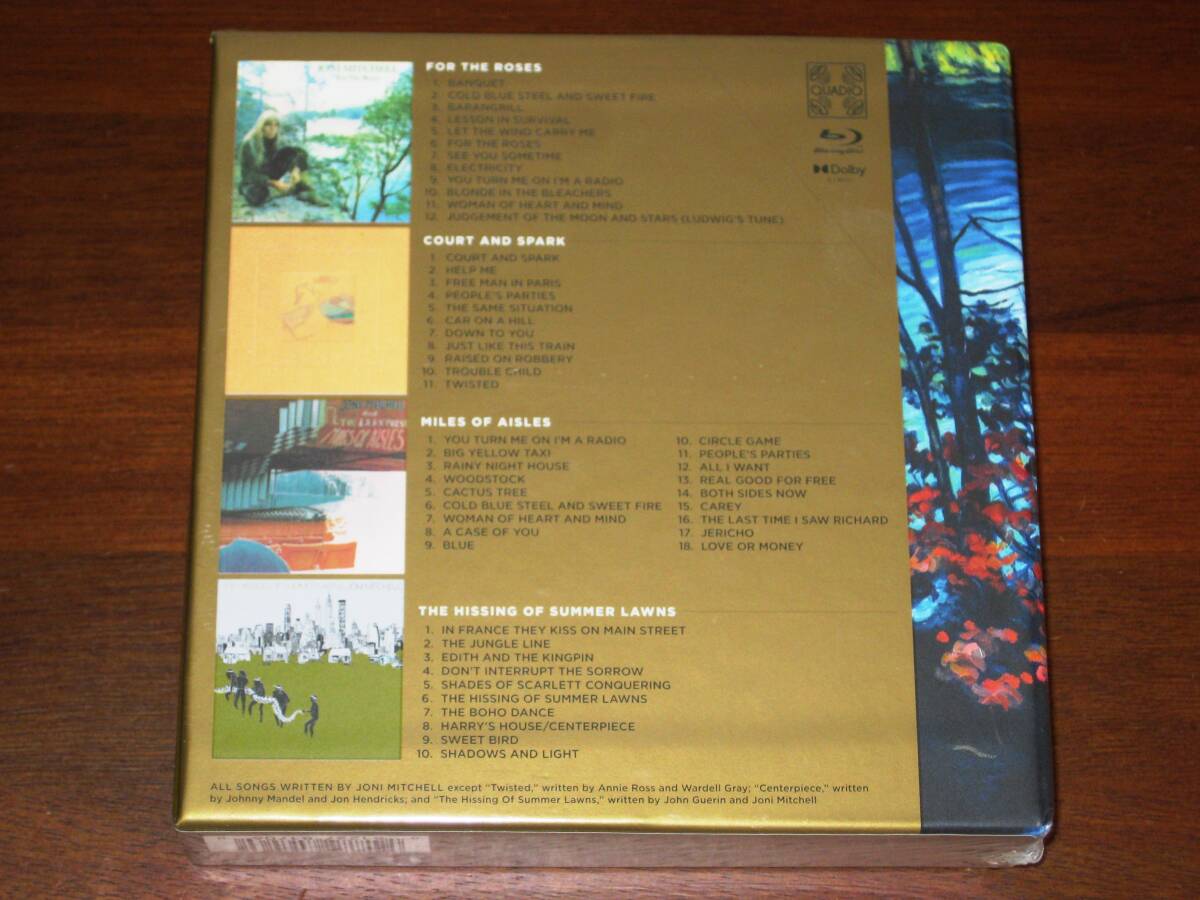 JONI MITCHELL
FOR THE ROSES
1. BANQUET
2. COLD BLUE STEEL AND SWEET FIRE
3. BARANGRILL
4. LESSON IN SURVIVAL
5. LET THE WIND CARRY ME
6. FOR THE ROSES
7. SEE YOU SOMETIME
8. ELECTRICITY
9. YOU TURN ME ON I'M A RADIO
10. BLONDE IN THE BLEACHERS
11. WOMAN OF HEART AND MIND
12. JUDGEMENT OF THE MOON AND STARS (LUDWIG'S TUNE)
QUADIO
Blu-rayDisc
Dolby
COURT AND SPARK
1. COURT AND SPARK
2. HELP ME
3. FREE MAN IN PARIS
4. PEOPLE'S PARTIES
5. THE SAME SITUATION
6. CAR ON A HILL
7. DOWN TO YOU
8. JUST LIKE THIS TRAIN
9. RAISED ON ROBBERY
10. TROUBLE CHILD
11. TWISTED
JONI MITCHELL
MILES OF AISLES
MILES OF AISLES
1. YOU TURN ME ON I'M A RADIO
2. BIG YELLOW TAXI
3. RAINY NIGHT HOUSE
4. WOODSTOCK
5. CACTUS TREE
6. COLD BLUE STEEL AND SWEET FIRE
7. WOMAN OF HEART AND MIND
8. A CASE OF YOU
9. BLUE
10. CIRCLE GAME
11. PEOPLE'S PARTIES
12. ALL I WANT
13. REAL GOOD FOR FREE
14. BOTH SIDES NOW
15. CAREY
16. THE LAST TIME I SAW RICHARD
17. JERICHO
18. LOVE OR MONEY
THE HISSING OF SUMMER LAWNS
1. IN FRANCE THEY KISS ON MAIN STREET
2. THE JUNGLE LINE
3. EDITH AND THE KINGPIN
4. DON'T INTERRUPT THE SORROW
5. SHADES OF SCARLETT CONQUERING
6. THE HISSING OF SUMMER LAWNS
7. THE BOHO DANCE
8. HARRY'S HOUSE/CENTERPIECE
9. SWEET BIRD
10. SHADOWS AND LIGHT
ALL SONGS WRITTEN BY JONI MITCHELL except "Twisted," written by Annie Ross and Wardell Gray; "Centerpiece," written
by Johnny Mandel and Jon Hendricks; and "The Hissing Of Summer Lawns," written by John Guerin and Joni Mitchell